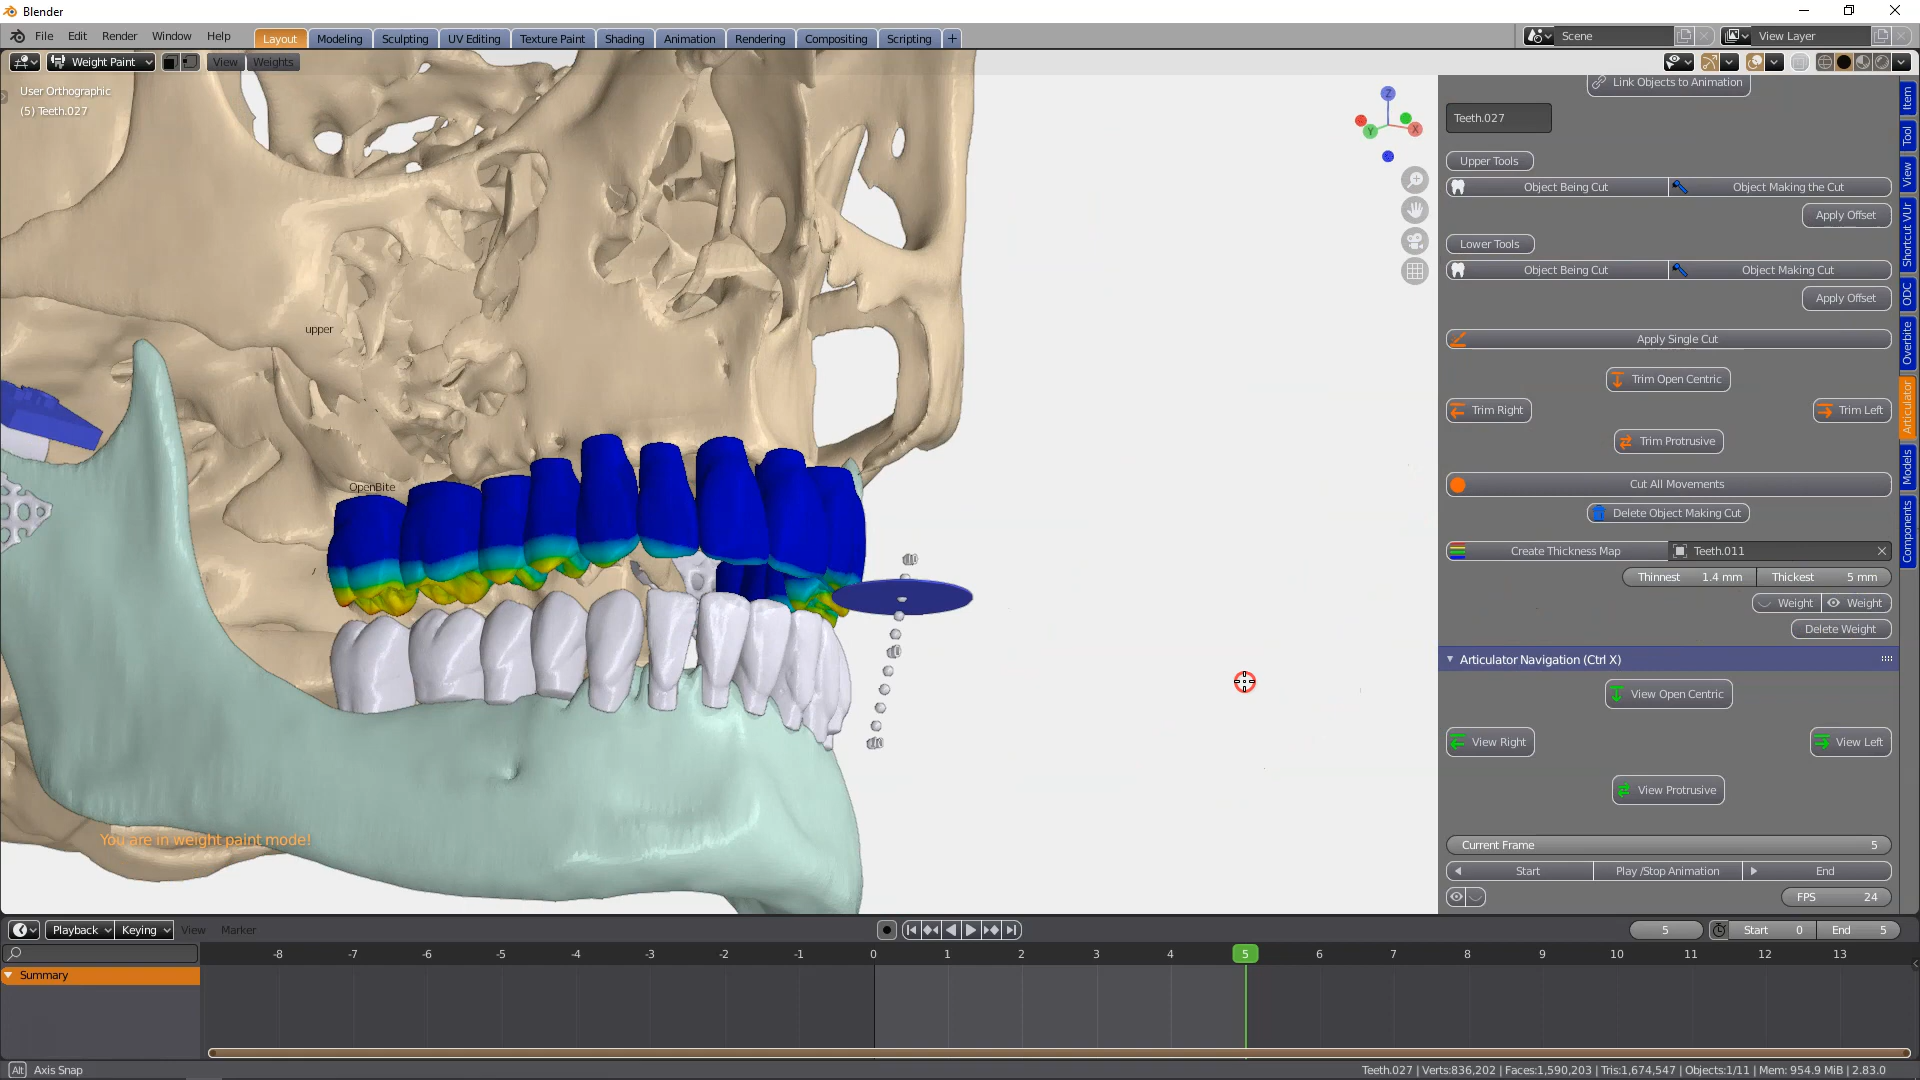 Blender
File Edit Render Window Help Layout Modeling Sculpting UV Editing Texture Paint Shading Animation Rendering Compositing Scripting + Scene View Layer
Weight Paint View Weights
User Orthographic
(5) Teeth.027
Z
Y X
upper
OpenBite
You are in weight paint mode!
Link Objects to Animation
Teeth.027
Upper Tools
Object Being Cut Object Making the Cut
Apply Offset
Lower Tools
Object Being Cut Object Making Cut
Apply Offset
Apply Single Cut
Trim Open Centric
Trim Right Trim Left
Trim Protrusive
Cut All Movements
Delete Object Making Cut
Create Thickness Map Teeth.011
Thinnest 1.4 mm Thickest 5 mm
Weight Weight
Delete Weight
Articulator Navigation (Ctrl X)
View Open Centric
View Right View Left
View Protrusive
Current Frame 5
Start Play /Stop Animation End
FPS 24
Item
Tool
View
Shortcut VUr
ODC
Overbite
Articulator
Models
Components
Playback Keying View Marker 5 Start 0 End 5
-8 -7 -6 -5 -4 -3 -2 -1 0 1 2 3 4 5 6 7 8 9 10 11 12 13
Summary
Alt Axis Snap Teeth.027 | Verts:836,202 | Faces:1,590,203 | Tris:1,674,547 | Objects:1/11 | Mem: 954.9 MiB | 2.83.0